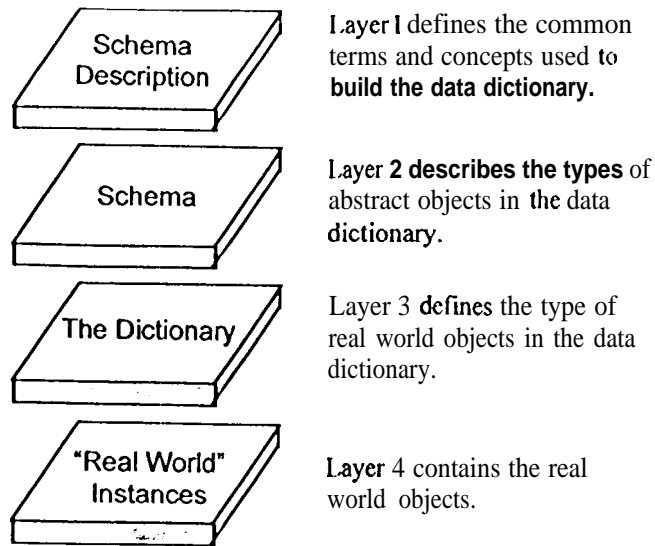 Schema
Description
Layer 1 defines the common
terms and concepts used to
build the data dictionary.
Schema
Layer 2 describes the types of
abstract objects in the data
dictionary.
The Dictionary
Layer 3 defines the type of
real world objects in the data
dictionary.
"Real World"
Instances
Layer 4 contains the real
world objects.